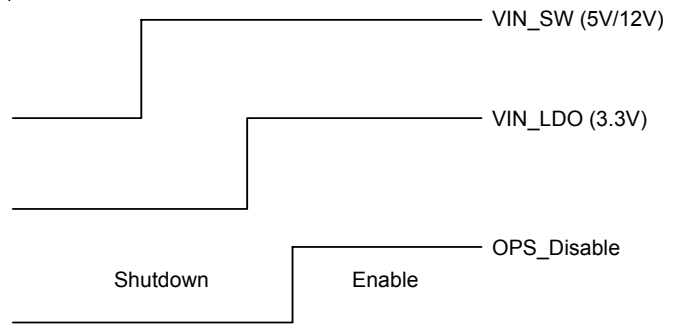 VIN_SW (5V/12V)
VIN_LDO (3.3V)
OPS_Disable
Shutdown
Enable